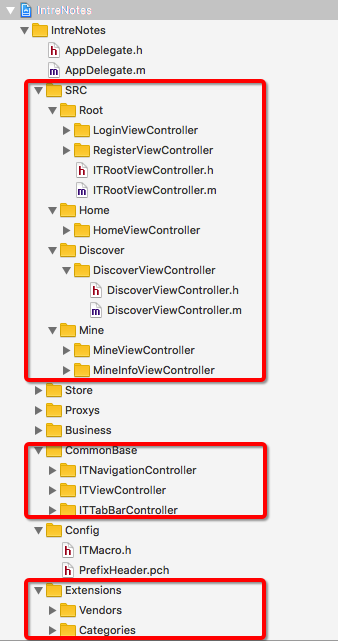 IntreNotes
IntreNotes
h AppDelegate.h
m AppDelegate.m
SRC
Root
LoginViewController
RegisterViewController
h ITRootViewController.h
m ITRootViewController.m
Home
HomeViewController
Discover
DiscoverViewController
h DiscoverViewController.h
m DiscoverViewController.m
Mine
MineViewController
MineInfoViewController
Store
Proxys
Business
CommonBase
ITNavigationController
ITViewController
ITTabBarController
Config
h ITMacro.h
h PrefixHeader.pch
Extensions
Vendors
Categories